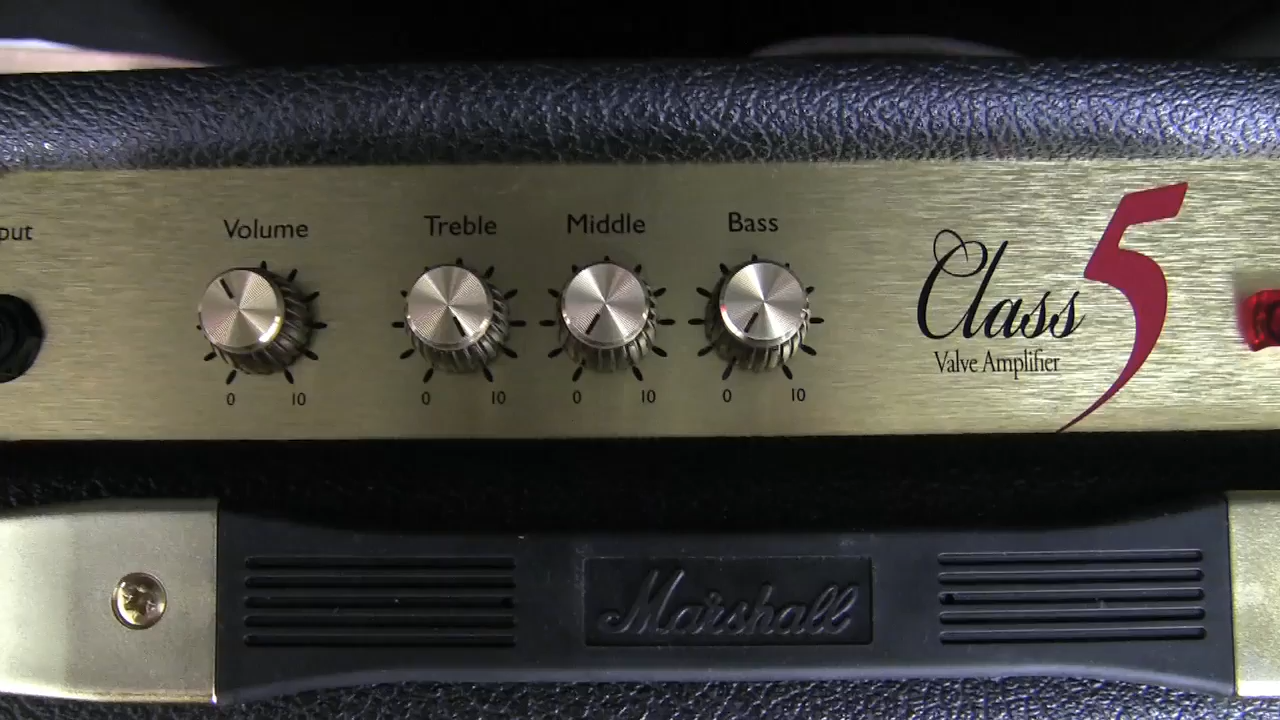 put
Volume
Treble
Middle
Bass
0 10
0 10
0 10
0 10
Class 5
Valve Amplifier
Marshall